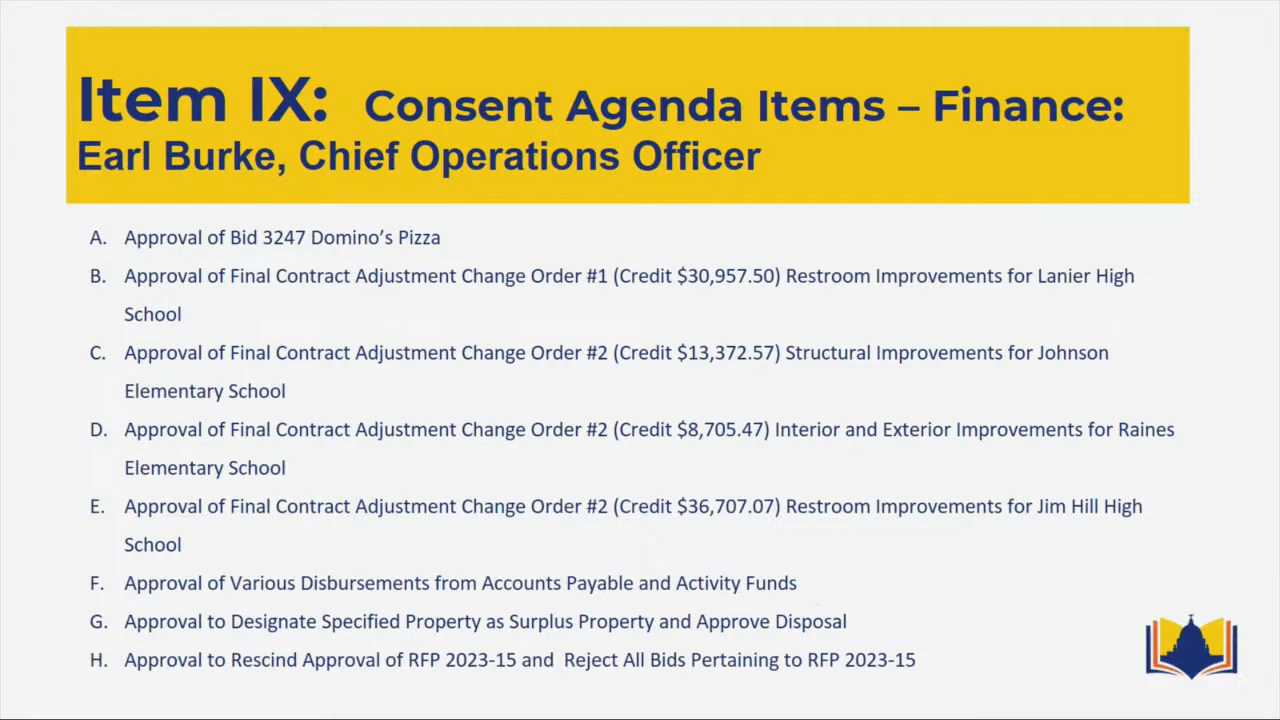 Item IX: Consent Agenda Items – Finance:
Earl Burke, Chief Operations Officer
A. Approval of Bid 3247 Domino’s Pizza
B. Approval of Final Contract Adjustment Change Order #1 (Credit $30,957.50) Restroom Improvements for Lanier High
School
C. Approval of Final Contract Adjustment Change Order #2 (Credit $13,372.57) Structural Improvements for Johnson
Elementary School
D. Approval of Final Contract Adjustment Change Order #2 (Credit $8,705.47) Interior and Exterior Improvements for Raines
Elementary School
E. Approval of Final Contract Adjustment Change Order #2 (Credit $36,707.07) Restroom Improvements for Jim Hill High
School
F. Approval of Various Disbursements from Accounts Payable and Activity Funds
G. Approval to Designate Specified Property as Surplus Property and Approve Disposal
H. Approval to Rescind Approval of RFP 2023-15 and  Reject All Bids Pertaining to RFP 2023-15